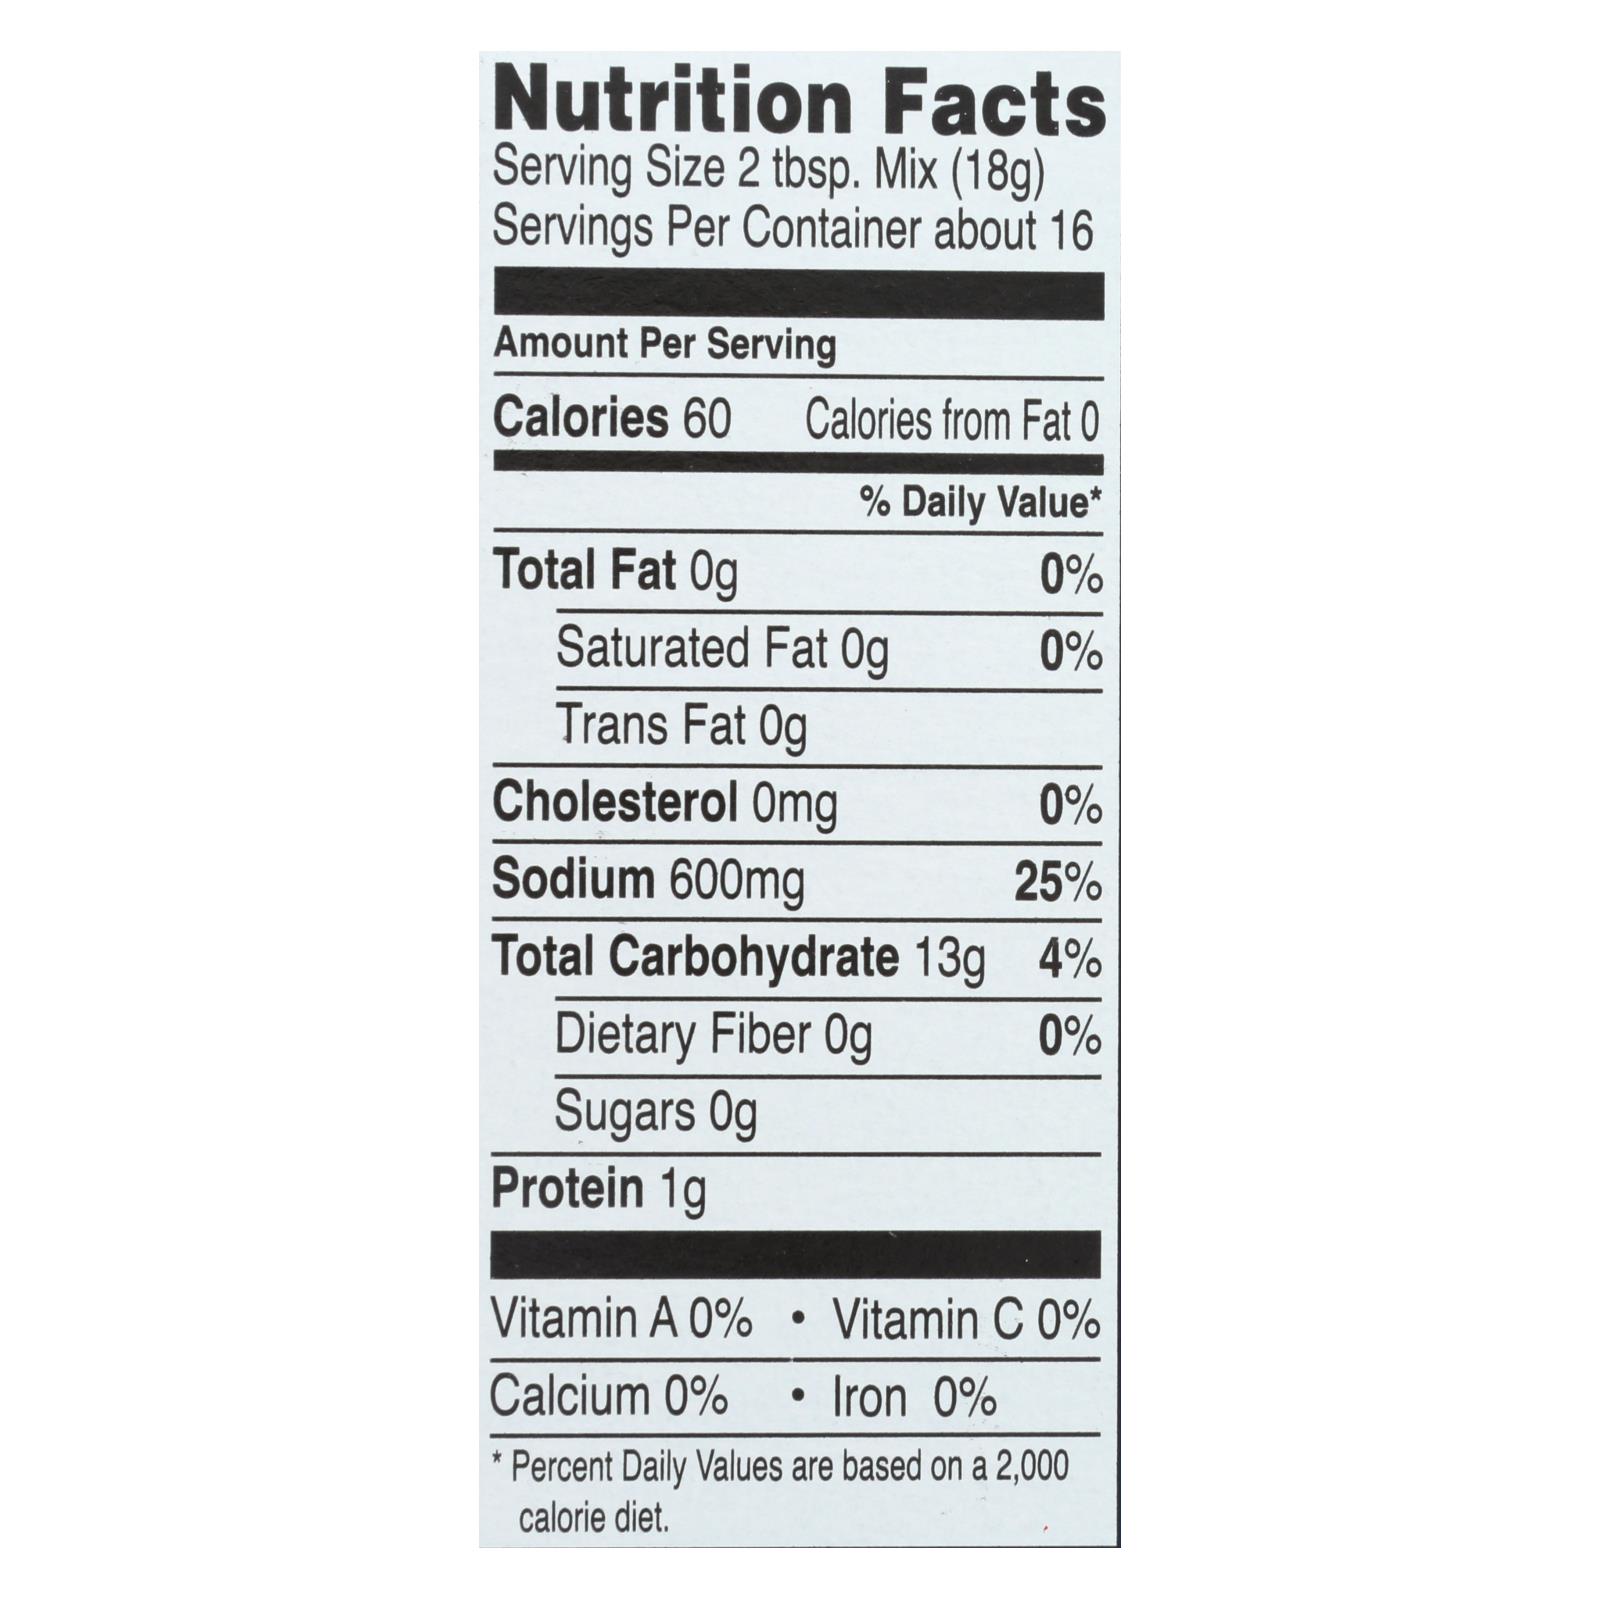 Nutrition Facts
Serving Size 2 tbsp. Mix (18g)
Servings Per Container about 16
Amount Per Serving
Calories 60 Calories from Fat 0
% Daily Value*
Total Fat 0g 0%
Saturated Fat 0g 0%
Trans Fat 0g
Cholesterol 0mg 0%
Sodium 600mg 25%
Total Carbohydrate 13g 4%
Dietary Fiber 0g 0%
Sugars 0g
Protein 1g
Vitamin A 0% • Vitamin C 0%
Calcium 0% • Iron 0%
* Percent Daily Values are based on a 2,000
calorie diet.